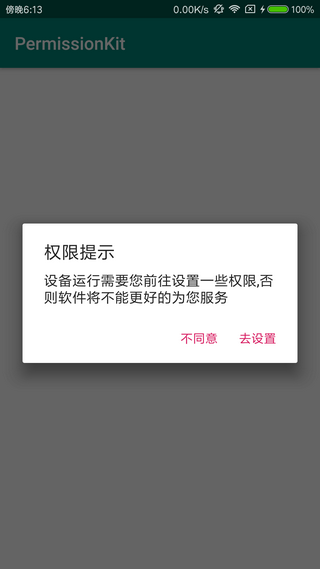 傍晚6:13 0.00K/s 100%
PermissionKit
权限提示
设备运行需要您前往设置一些权限,否
则软件将不能更好的为您服务
不同意 去设置